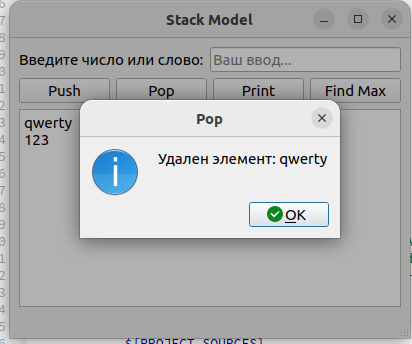 Stack Model
Введите число или слово: Ваш ввод...
Push Pop Print Find Max
Pop
qwerty
123
Удален элемент: qwerty
OK
${PROJECT_SOURCES}